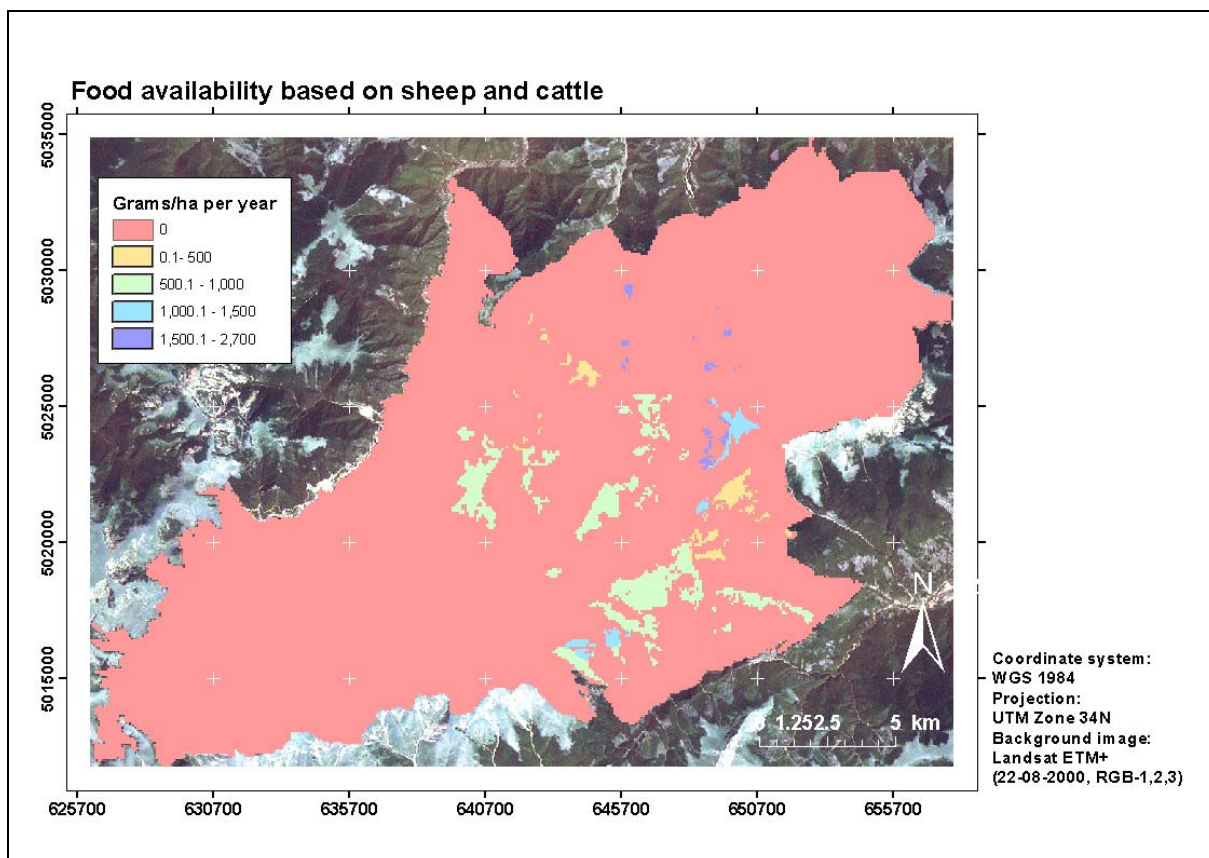 Food availability based on sheep and cattle
5035000
5030000
5025000
5020000
5015000
Grams/ha per year
0
0.1- 500
500.1 - 1,000
1,000.1 - 1,500
1,500.1 - 2,700
N
0 1.252.5 5 km
625700 630700 635700 640700 645700 650700 655700
Coordinate system:
WGS 1984
Projection:
UTM Zone 34N
Background image:
Landsat ETM+
(22-08-2000, RGB-1,2,3)